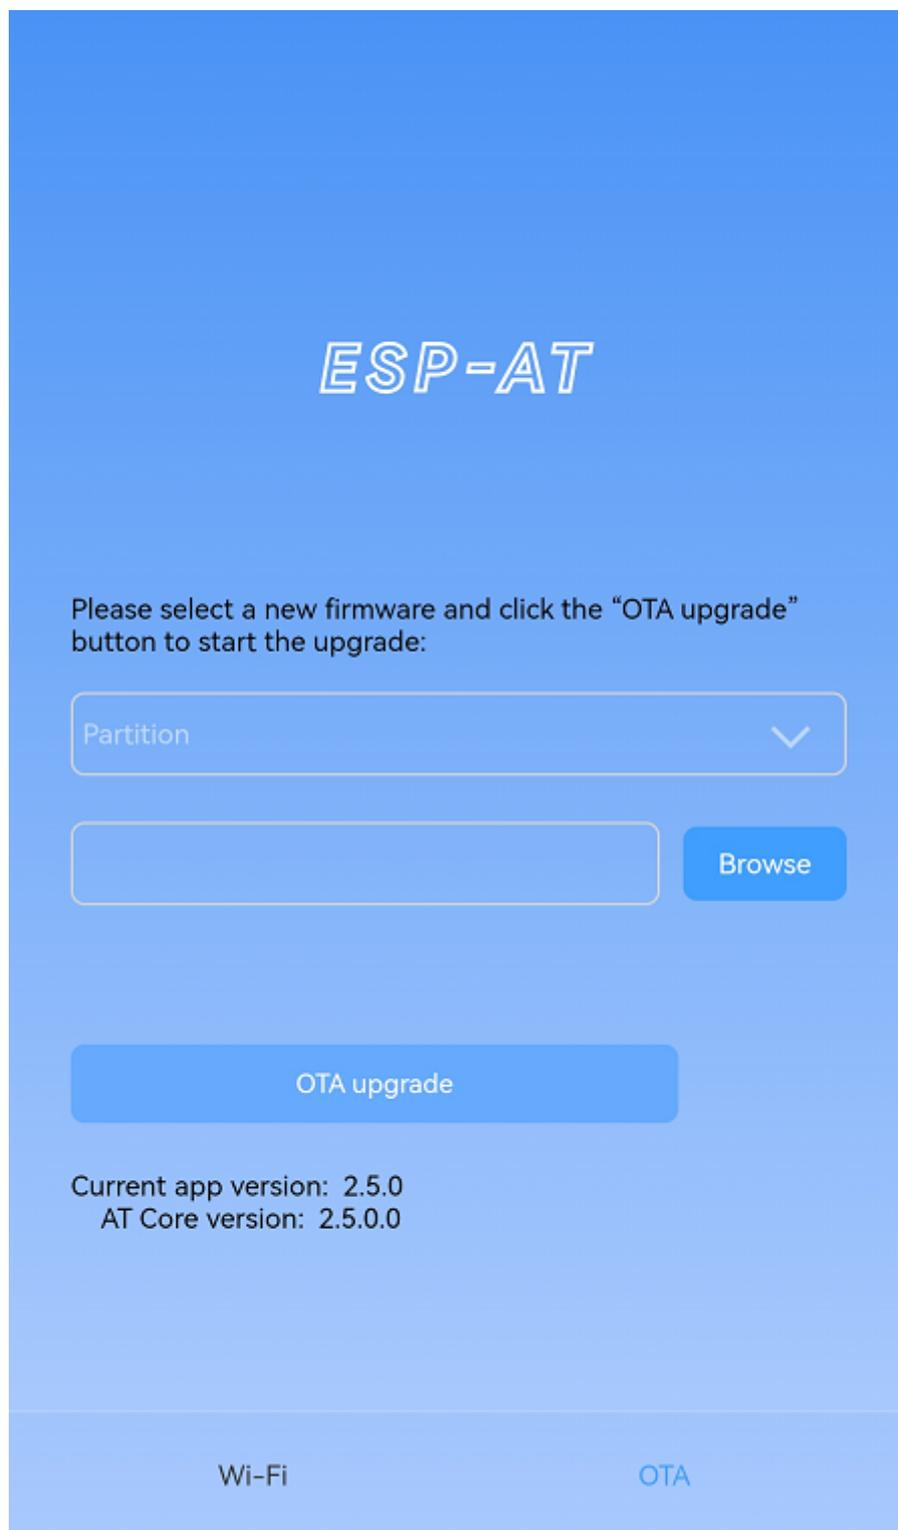 ESP-AT
Please select a new firmware and click the “OTA upgrade”
button to start the upgrade:
Partition
Browse
OTA upgrade
Current app version: 2.5.0
AT Core version: 2.5.0.0
Wi-Fi
OTA